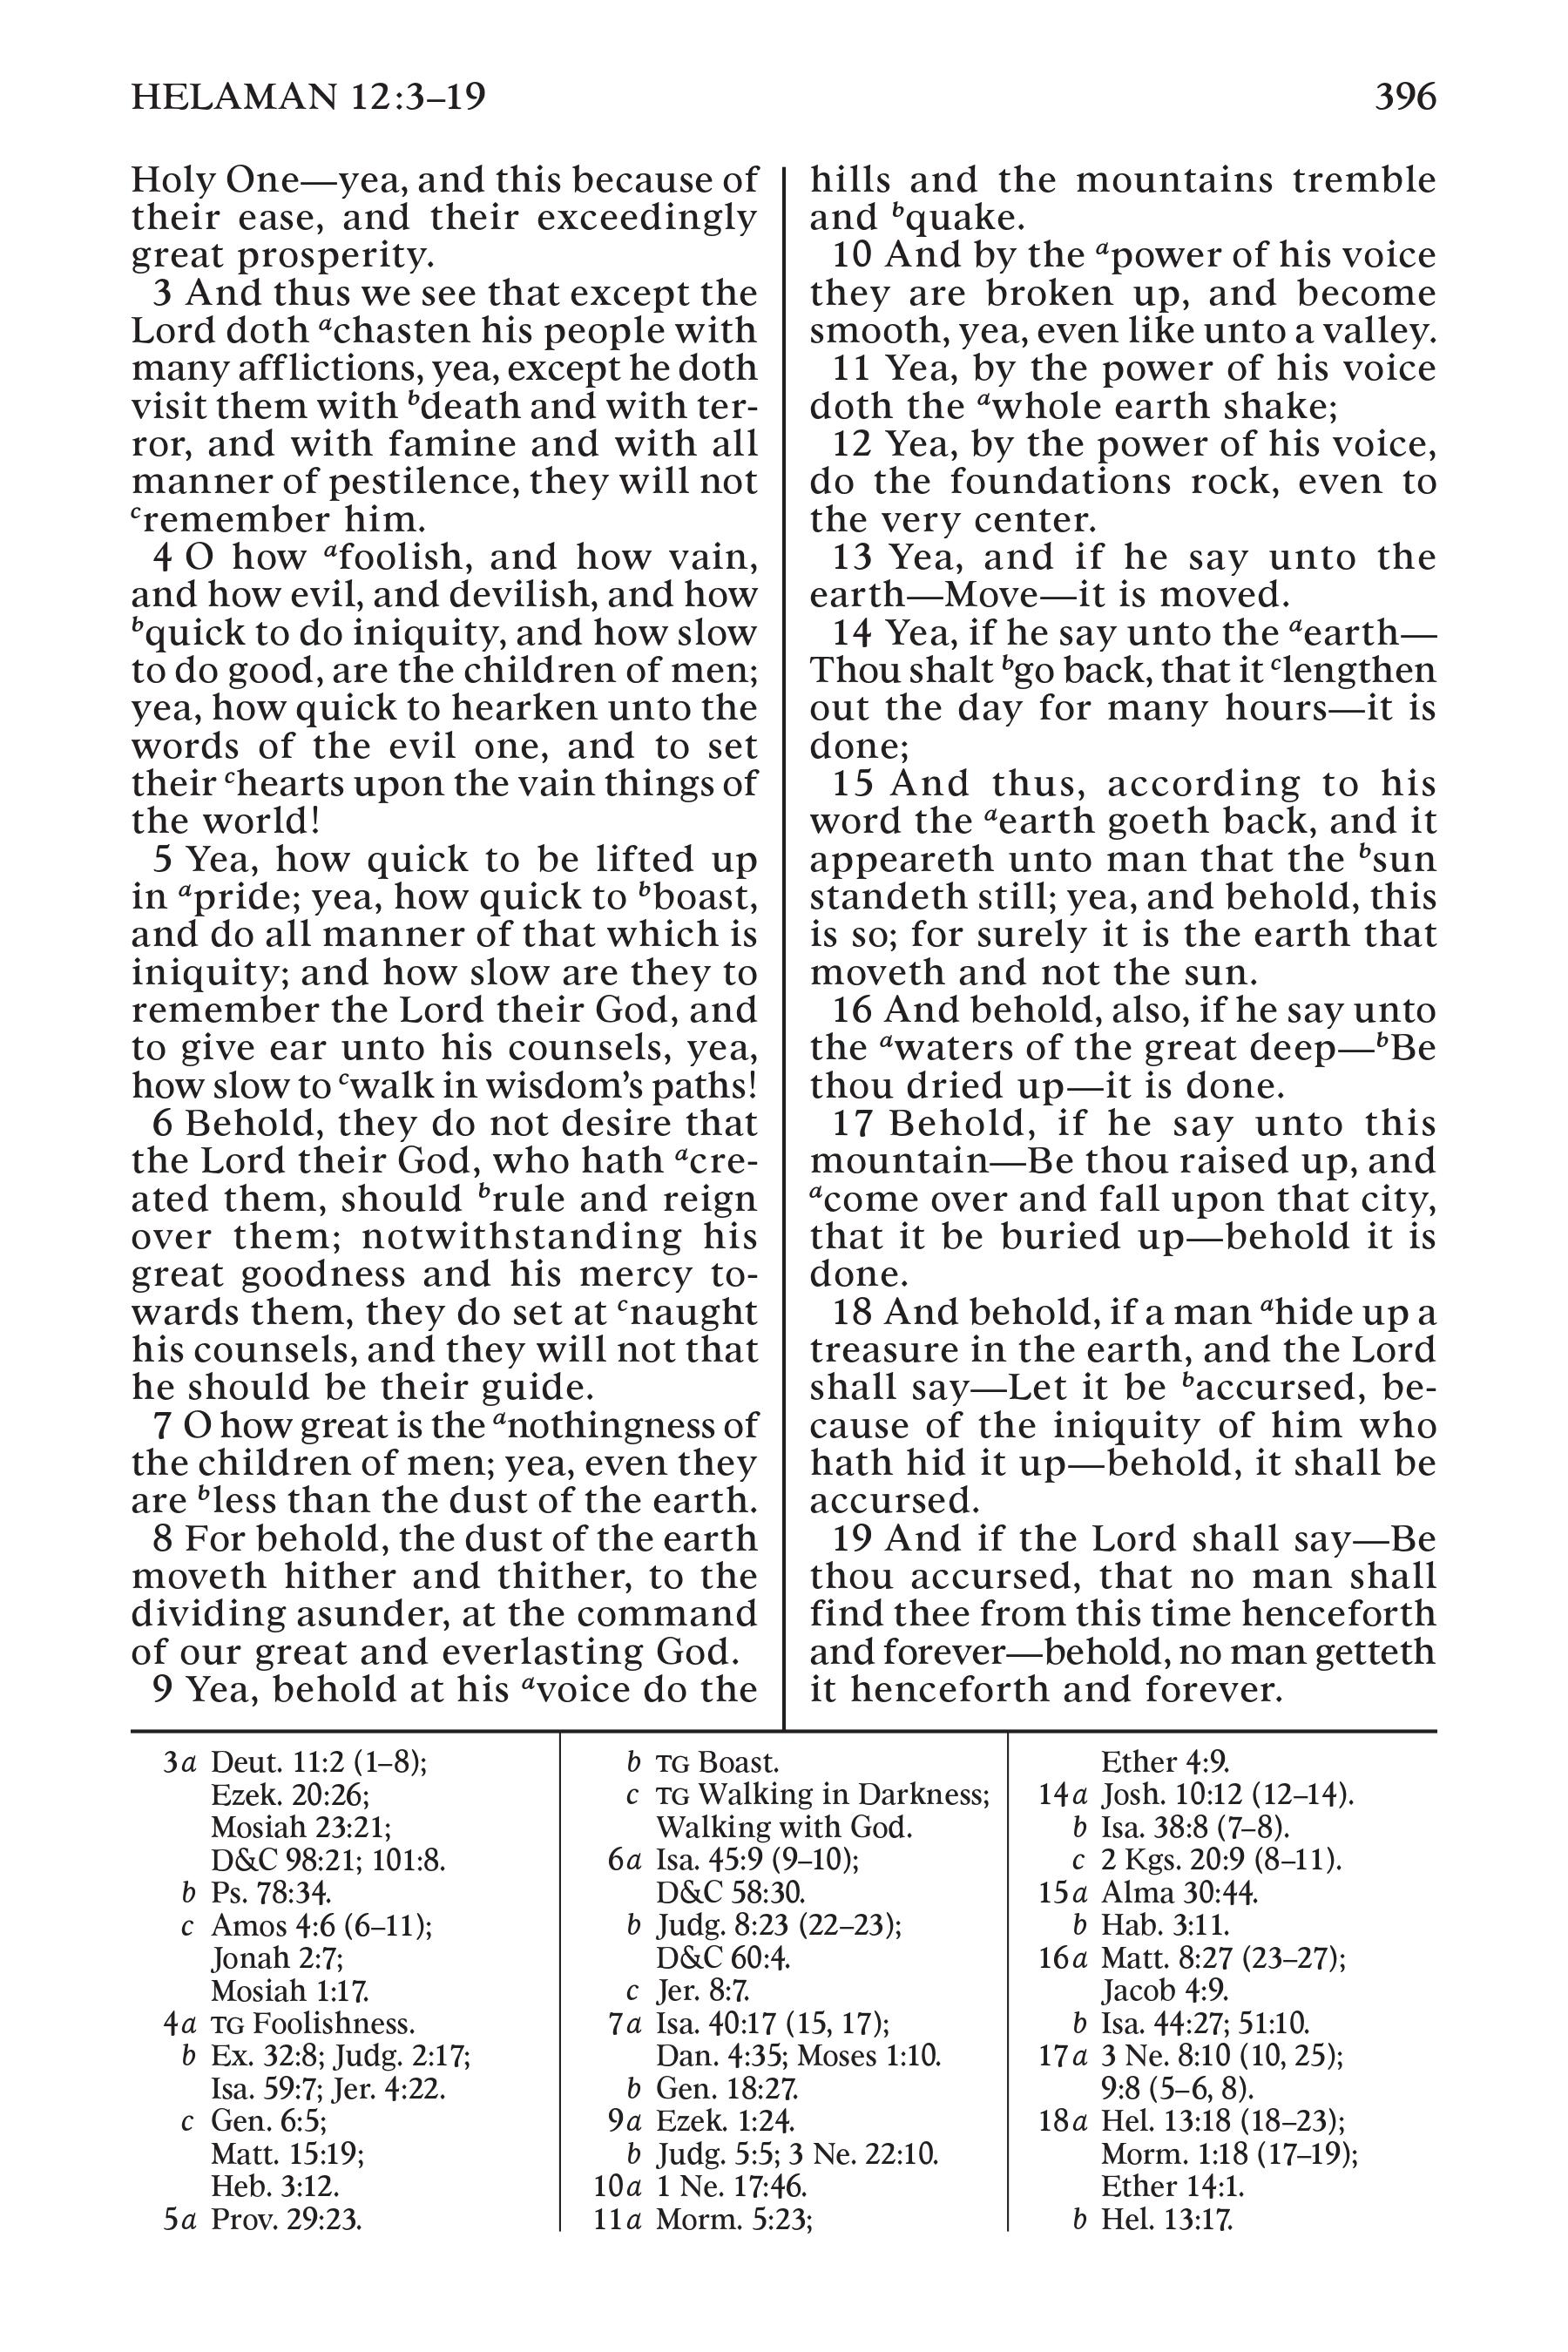 HELAMAN 12:3–19
396
Holy One—yea, and this because of
their ease, and their exceedingly
great prosperity.
3 And thus we see that except the
Lord doth achasten his people with
many afflictions, yea, except he doth
visit them with bdeath and with ter-
ror, and with famine and with all
manner of pestilence, they will not
cremember him.
4 O how afoolish, and how vain,
and how evil, and devilish, and how
bquick to do iniquity, and how slow
to do good, are the children of men;
yea, how quick to hearken unto the
words of the evil one, and to set
their chearts upon the vain things of
the world!
5 Yea, how quick to be lifted up
in apride; yea, how quick to bboast,
and do all manner of that which is
iniquity; and how slow are they to
remember the Lord their God, and
to give ear unto his counsels, yea,
how slow to cwalk in wisdom’s paths!
6 Behold, they do not desire that
the Lord their God, who hath acre-
ated them, should brule and reign
over them; notwithstanding his
great goodness and his mercy to-
wards them, they do set at cnaught
his counsels, and they will not that
he should be their guide.
7 O how great is the anothingness of
the children of men; yea, even they
are bless than the dust of the earth.
8 For behold, the dust of the earth
moveth hither and thither, to the
dividing asunder, at the command
of our great and everlasting God.
9 Yea, behold at his avoice do the
hills and the mountains tremble
and bquake.
10 And by the apower of his voice
they are broken up, and become
smooth, yea, even like unto a valley.
11 Yea, by the power of his voice
doth the awhole earth shake;
12 Yea, by the power of his voice,
do the foundations rock, even to
the very center.
13 Yea, and if he say unto the
earth—Move—it is moved.
14 Yea, if he say unto the aearth—
Thou shalt bgo back, that it clengthen
out the day for many hours—it is
done;
15 And thus, according to his
word the aearth goeth back, and it
appeareth unto man that the bsun
standeth still; yea, and behold, this
is so; for surely it is the earth that
moveth and not the sun.
16 And behold, also, if he say unto
the awaters of the great deep—bBe
thou dried up—it is done.
17 Behold, if he say unto this
mountain—Be thou raised up, and
acome over and fall upon that city,
that it be buried up—behold it is
done.
18 And behold, if a man ahide up a
treasure in the earth, and the Lord
shall say—Let it be baccursed, be-
cause of the iniquity of him who
hath hid it up—behold, it shall be
accursed.
19 And if the Lord shall say—Be
thou accursed, that no man shall
find thee from this time henceforth
and forever—behold, no man getteth
it henceforth and forever.
3a Deut. 11:2 (1–8);
Ezek. 20:26;
Mosiah 23:21;
D&C 98:21; 101:8.
b Ps. 78:34.
c Amos 4:6 (6–11);
Jonah 2:7;
Mosiah 1:17.
4a TG Foolishness.
b Ex. 32:8; Judg. 2:17;
Isa. 59:7; Jer. 4:22.
c Gen. 6:5;
Matt. 15:19;
Heb. 3:12.
5a Prov. 29:23.
b TG Boast.
c TG Walking in Darkness;
Walking with God.
6a Isa. 45:9 (9–10);
D&C 58:30.
b Judg. 8:23 (22–23);
D&C 60:4.
c Jer. 8:7.
7a Isa. 40:17 (15, 17);
Dan. 4:35; Moses 1:10.
b Gen. 18:27.
9a Ezek. 1:24.
b Judg. 5:5; 3 Ne. 22:10.
10a 1 Ne. 17:46.
11a Morm. 5:23;
Ether 4:9.
14a Josh. 10:12 (12–14).
b Isa. 38:8 (7–8).
c 2 Kgs. 20:9 (8–11).
15a Alma 30:44.
b Hab. 3:11.
16a Matt. 8:27 (23–27);
Jacob 4:9.
b Isa. 44:27; 51:10.
17a 3 Ne. 8:10 (10, 25);
9:8 (5–6, 8).
18a Hel. 13:18 (18–23);
Morm. 1:18 (17–19);
Ether 14:1.
b Hel. 13:17.